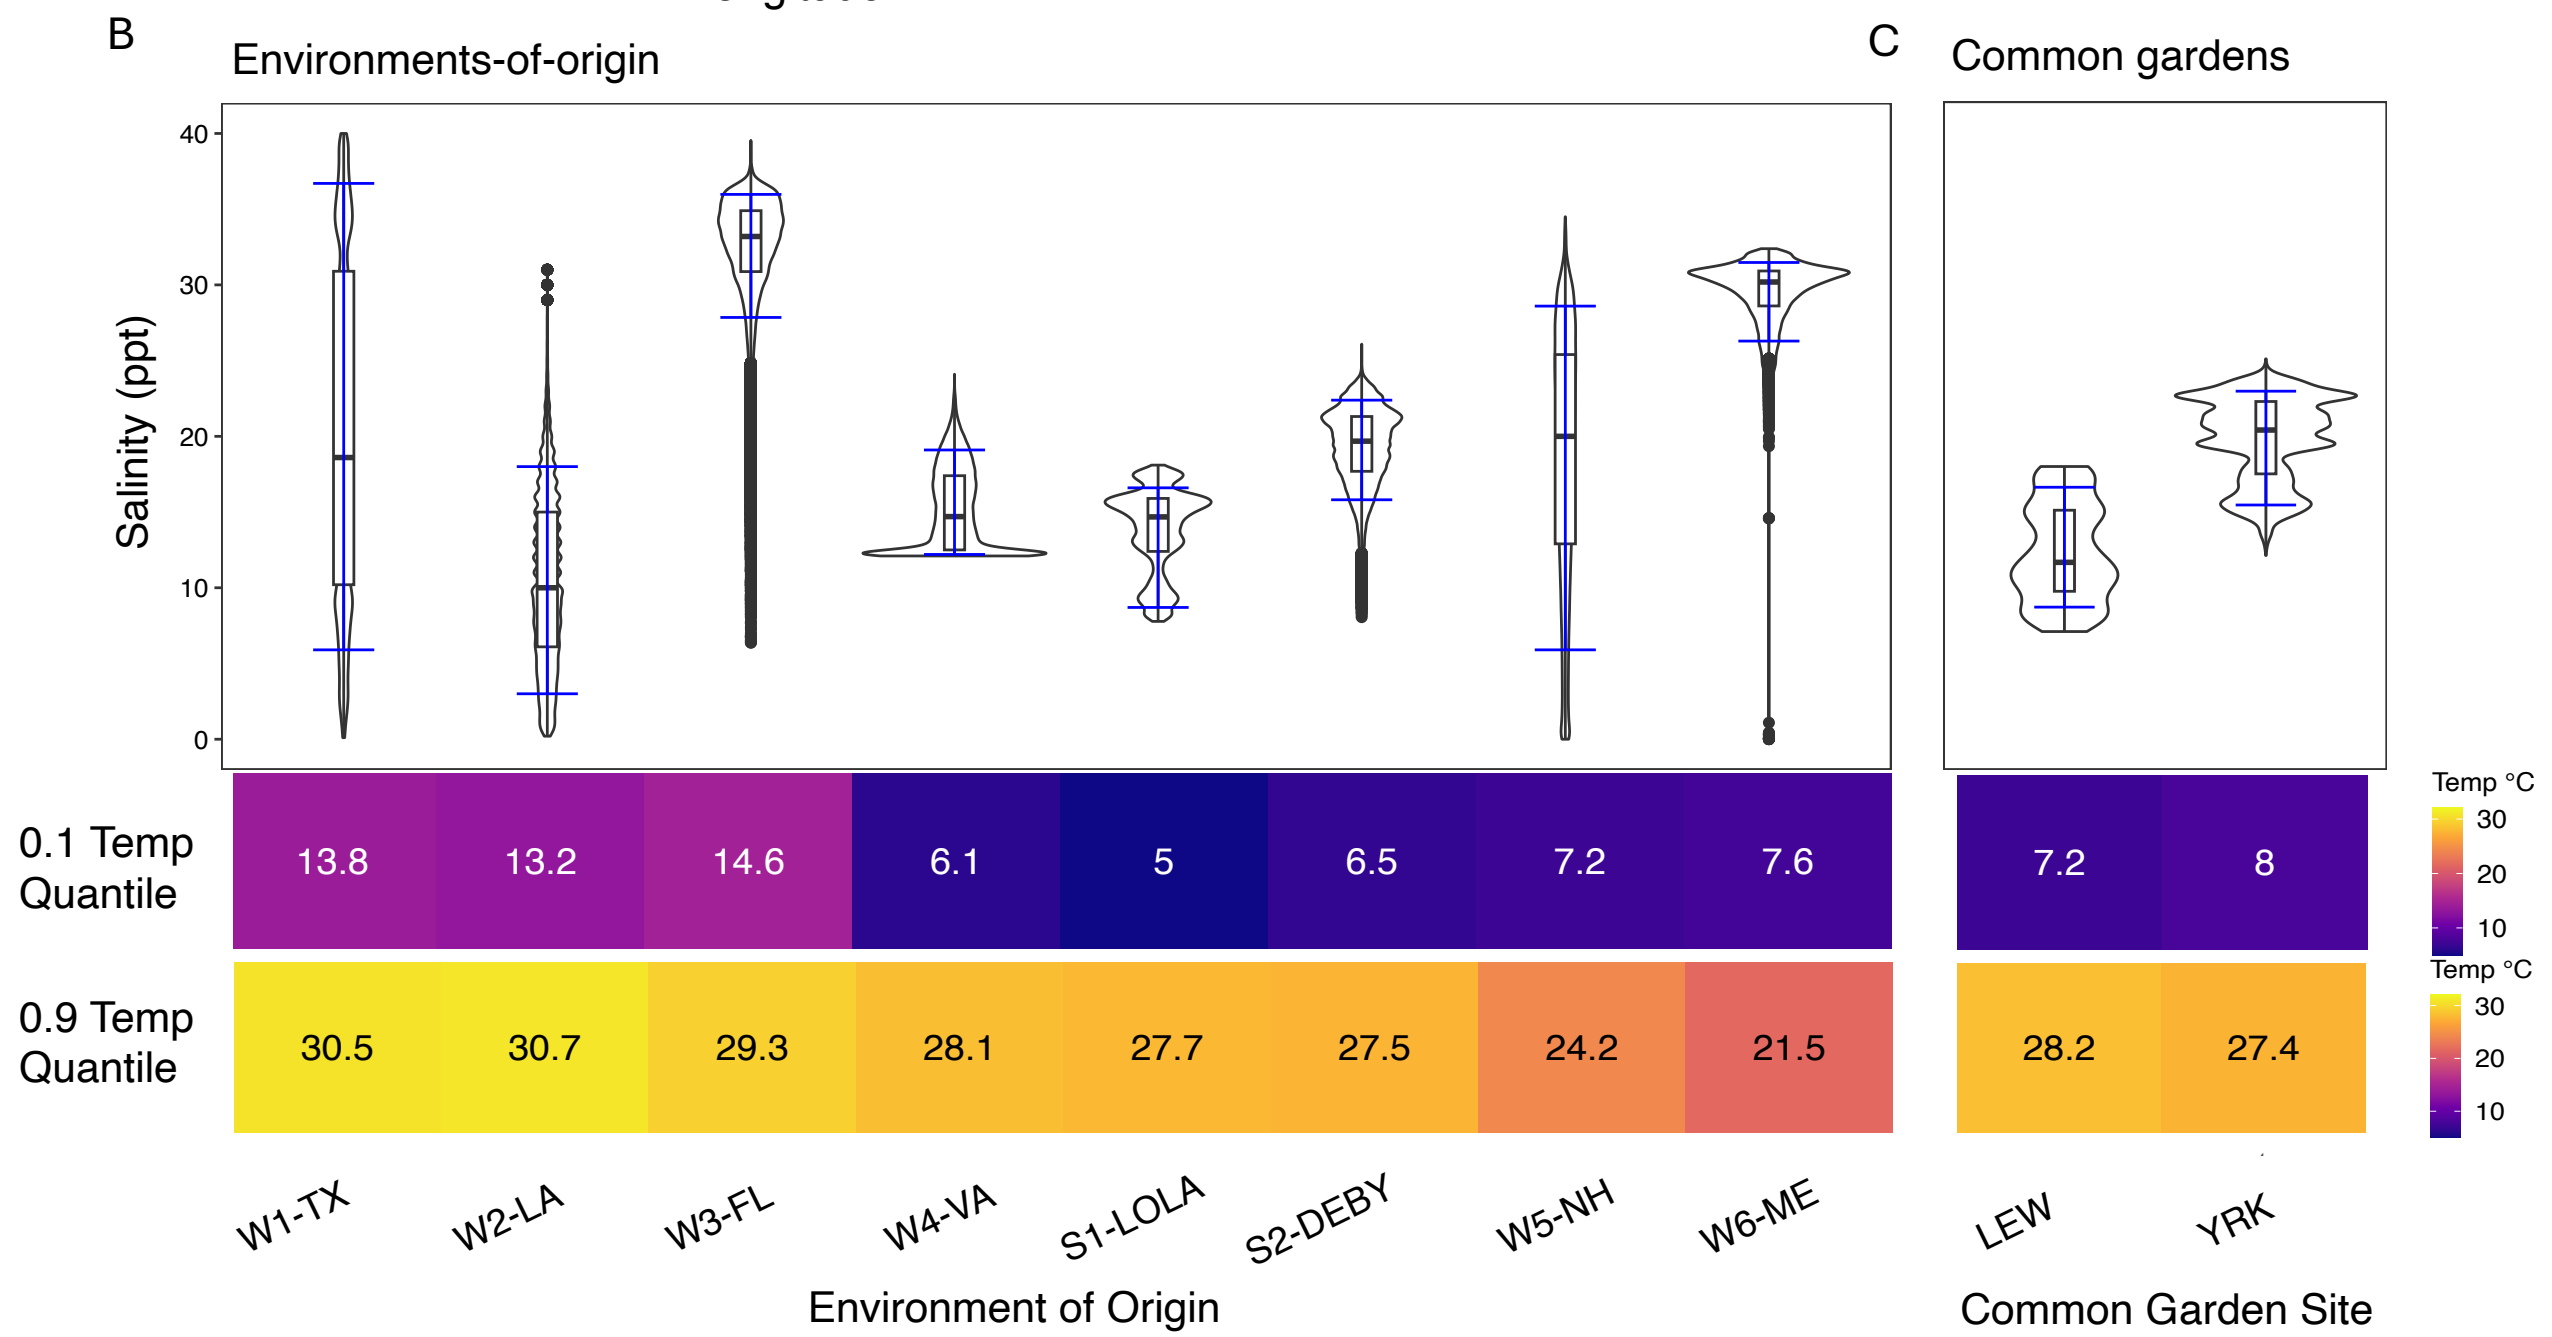 B
Environments-of-origin
C
Common gardens
Salinity (ppt)
40
30
20
10
0
0.1 Temp
Quantile
13.8 13.2 14.6 6.1 5 6.5 7.2 7.6 7.2 8
Temp °C
30
20
10
0.9 Temp
Quantile
30.5 30.7 29.3 28.1 27.7 27.5 24.2 21.5 28.2 27.4
Temp °C
30
20
10
W1-TX W2-LA W3-FL W4-VA S1-LOLA S2-DEBY W5-NH W6-ME LEW YRK
Environment of Origin
Common Garden Site